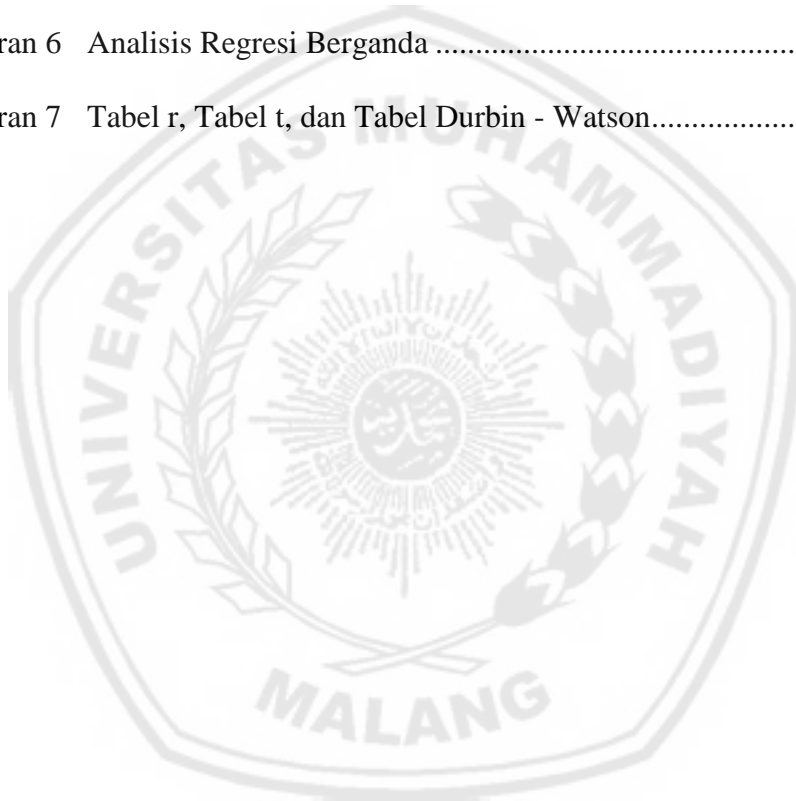 ran 6 Analisis Regresi Berganda ............................................
ran 7 Tabel r, Tabel t, dan Tabel Durbin - Watson..................
UNIVERSITAS MUHAMMADIYAH
MALANG